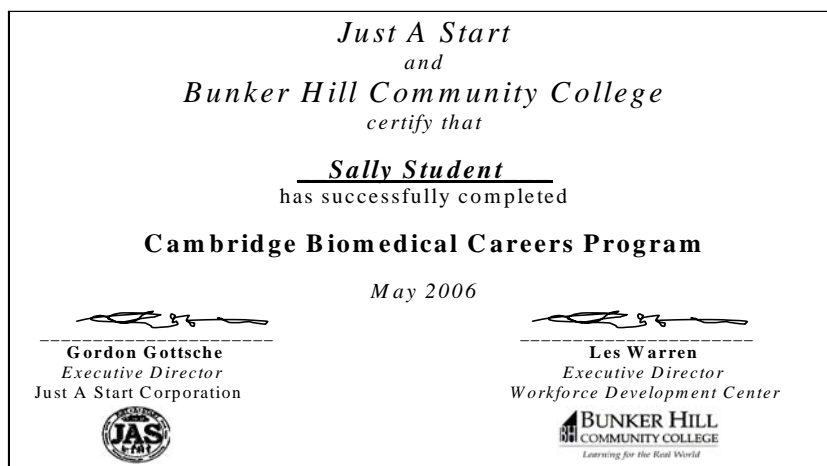 Just A Start
and
Bunker Hill Community College
certify that
Sally Student
has successfully completed
Cambridge Biomedical Careers Program
May 2006
Gordon Gottsche
Executive Director
Just A Start Corporation
JAS
Les Warren
Executive Director
Workforce Development Center
BH
BUNKER HILL
COMMUNITY COLLEGE
Learning for the Real World